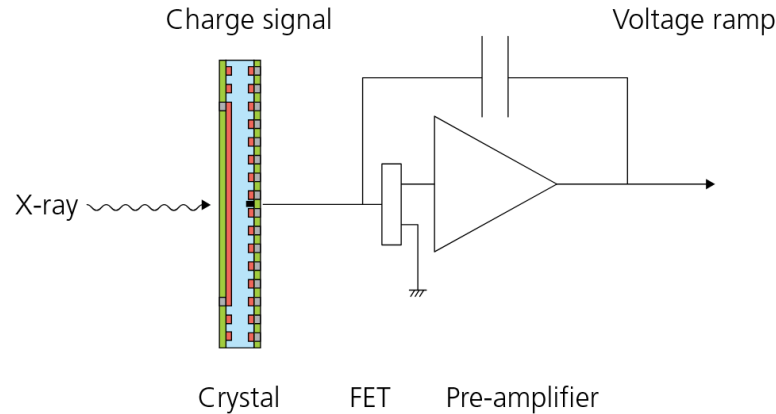 Charge signal
Voltage ramp
X-ray
Crystal
FET
Pre-amplifier